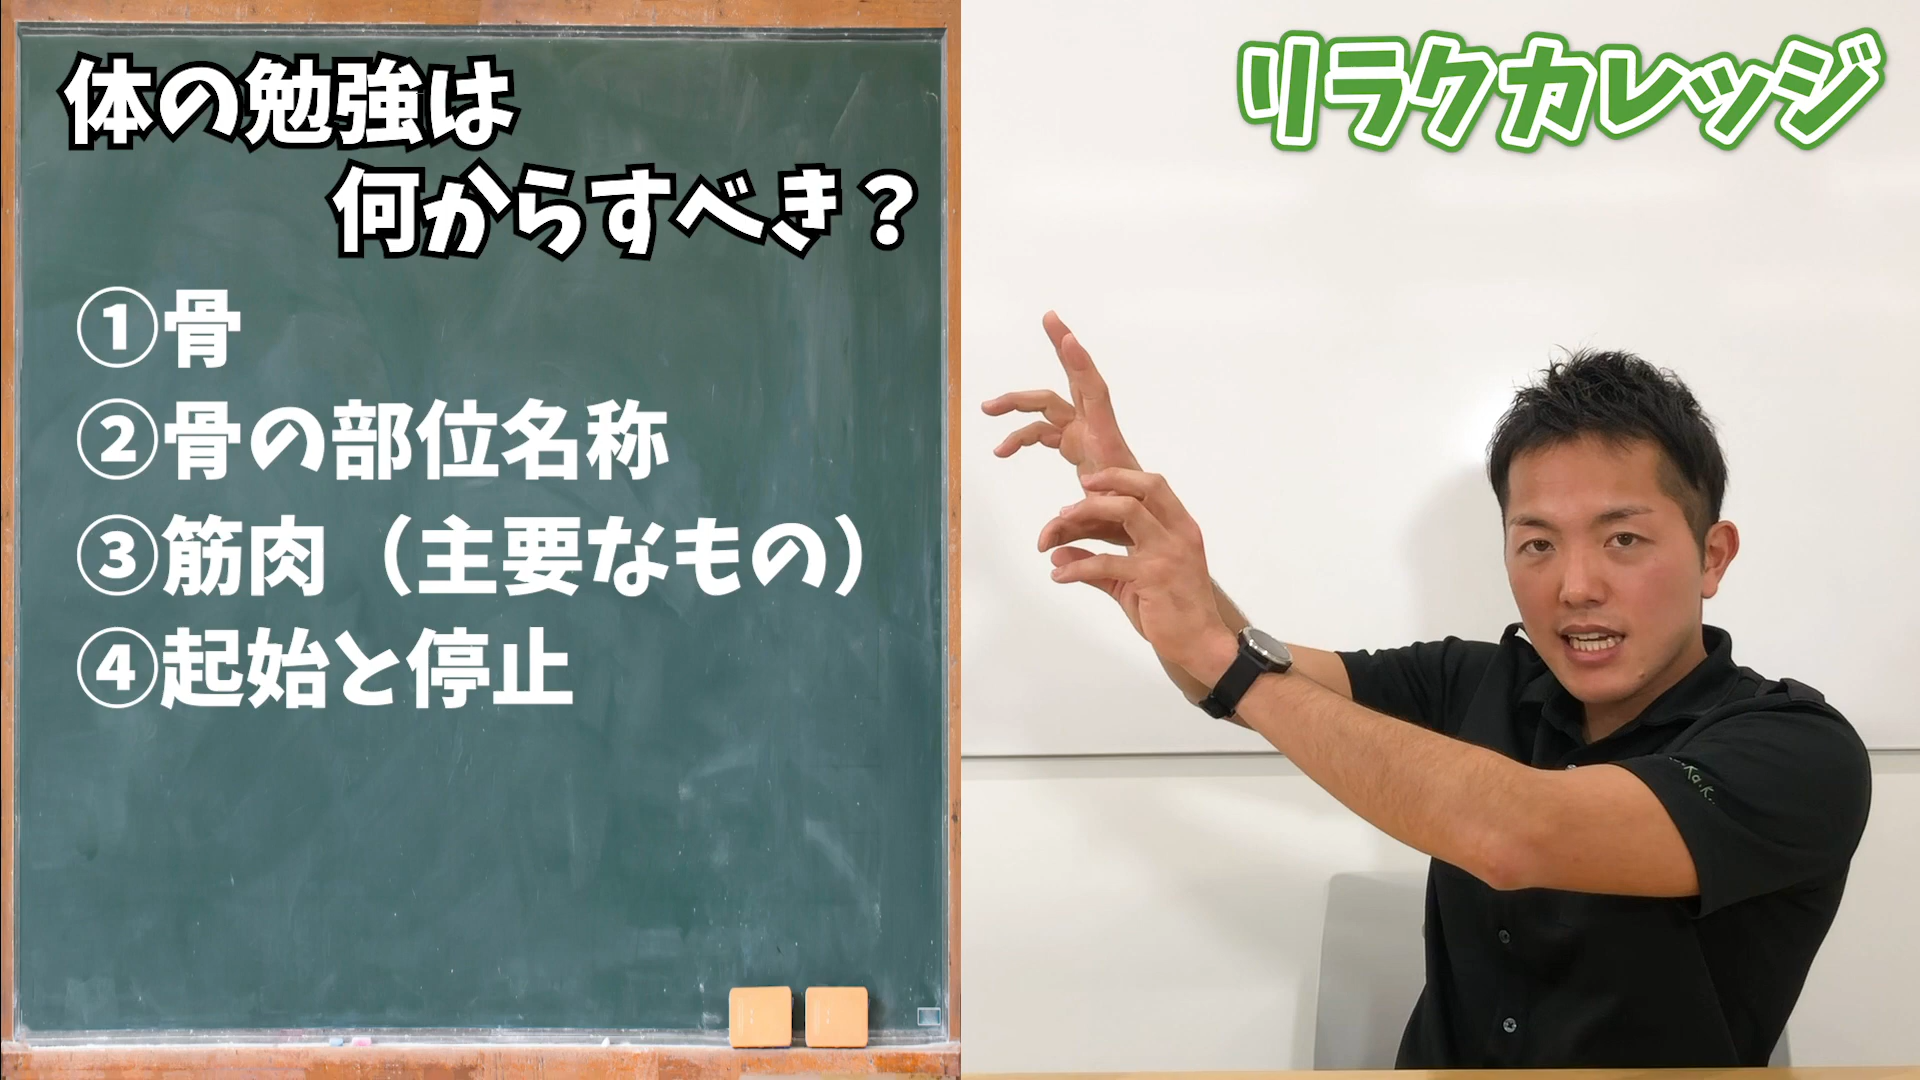 体の勉強は
何からすべき？
①骨
②骨の部位名称
③筋肉（主要なもの）
④起始と停止
リラクカレッジ